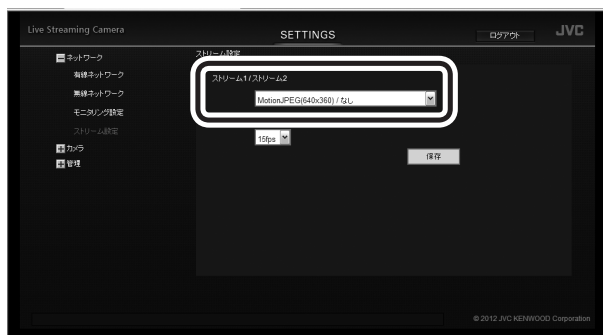 Live Streaming Camera
SETTINGS
ログアウト
JVC
ネットワーク
有線ネットワーク
無線ネットワーク
モニタリング設定
ストリーム設定
カメラ
管理
ストリーム設定
ストリーム1/ストリーム2
MotionJPEG(640x360) / なし
15fps
保存
© 2012 JVC KENWOOD Corporation